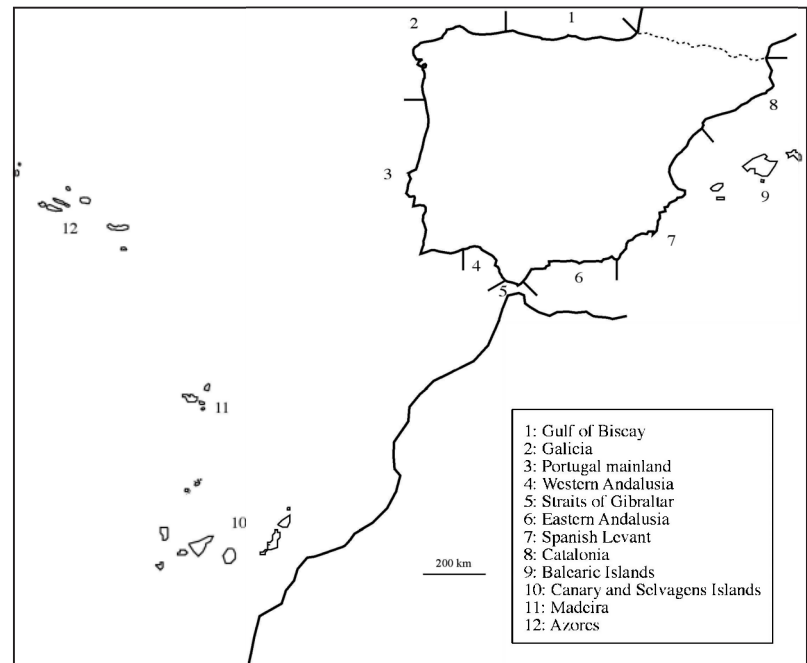 2
1
8
3
9
12
7
4
6
5
11
10
200 km
1: Gulf of Biscay
2: Galicia
3: Portugal mainland
4: Western Andalusia
5: Straits of Gibraltar
6: Eastern Andalusia
7: Spanish Levant
8: Catalonia
9: Balearic Islands
10: Canary and Selvagens Islands
11: Madeira
12: Azores